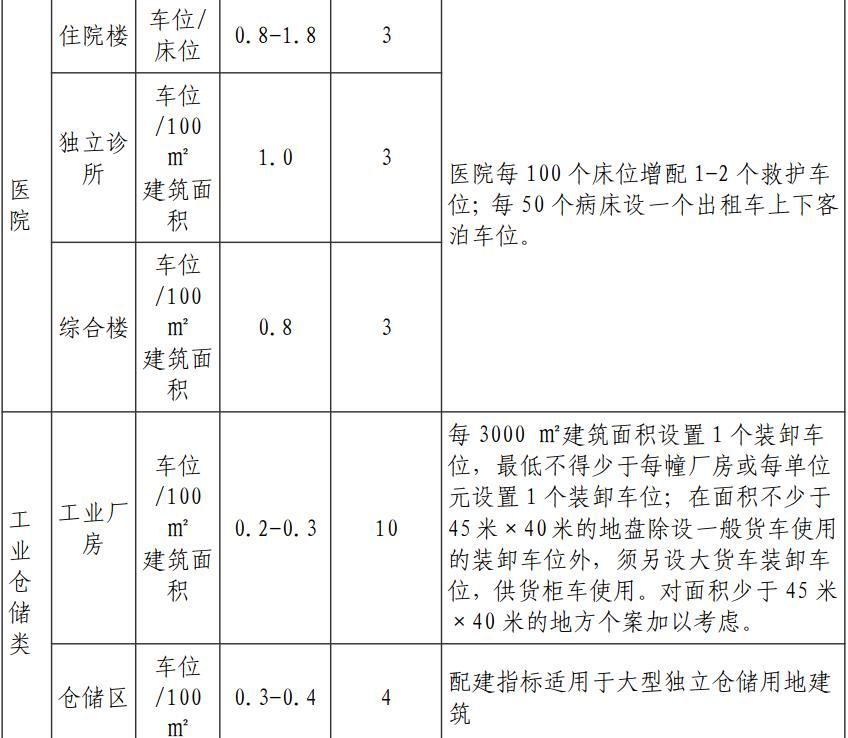 医
院
住院楼
车位/
床位
0.8-1.8
3
医院每 100 个床位增配 1-2 个救护车
位；每 50 个病床设一个出租车上下客
泊车位。
独立诊
所
车位
/100
㎡
建筑面
积
1.0
3
综合楼
车位
/100
㎡
建筑面
积
0.8
3
工
业
仓
储
类
工业厂
房
车位
/100
㎡
建筑面
积
0.2-0.3
10
每 3000 ㎡建筑面积设置 1 个装卸车
位，最低不得少于每幢厂房或每单位
元设置 1 个装卸车位；在面积不少于
45 米×40 米的地盘除设一般货车使用
的装卸车位外，须另设大货车装卸车
位，供货柜车使用。对面积少于 45 米
×40 米的地方个案加以考虑。
仓储区
车位
/100
㎡
0.3-0.4
4
配建指标适用于大型独立仓储用地建
筑